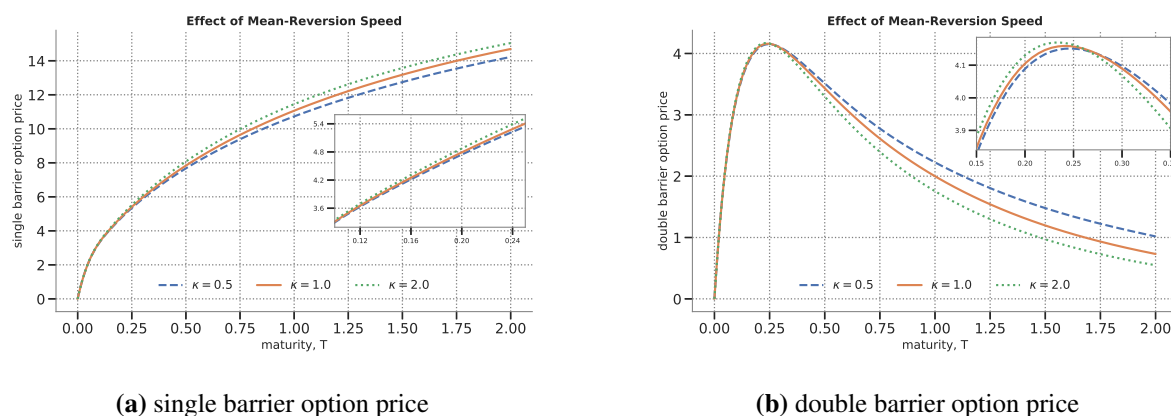 Effect of Mean-Reversion Speed
single barrier option price
14
12
10
8
6
4
2
0
5.4
4.8
4.2
3.6
0.12 0.16 0.20 0.24
κ = 0.5 κ = 1.0 κ = 2.0
0.00 0.25 0.50 0.75 1.00 1.25 1.50 1.75 2.00
maturity, T
(a) single barrier option price
Effect of Mean-Reversion Speed
double barrier option price
4
3
2
1
0
4.1
4.0
3.9
0.15 0.20 0.25 0.30
κ = 0.5 κ = 1.0 κ = 2.0
0.00 0.25 0.50 0.75 1.00 1.25 1.50 1.75 2.00
maturity, T
(b) double barrier option price